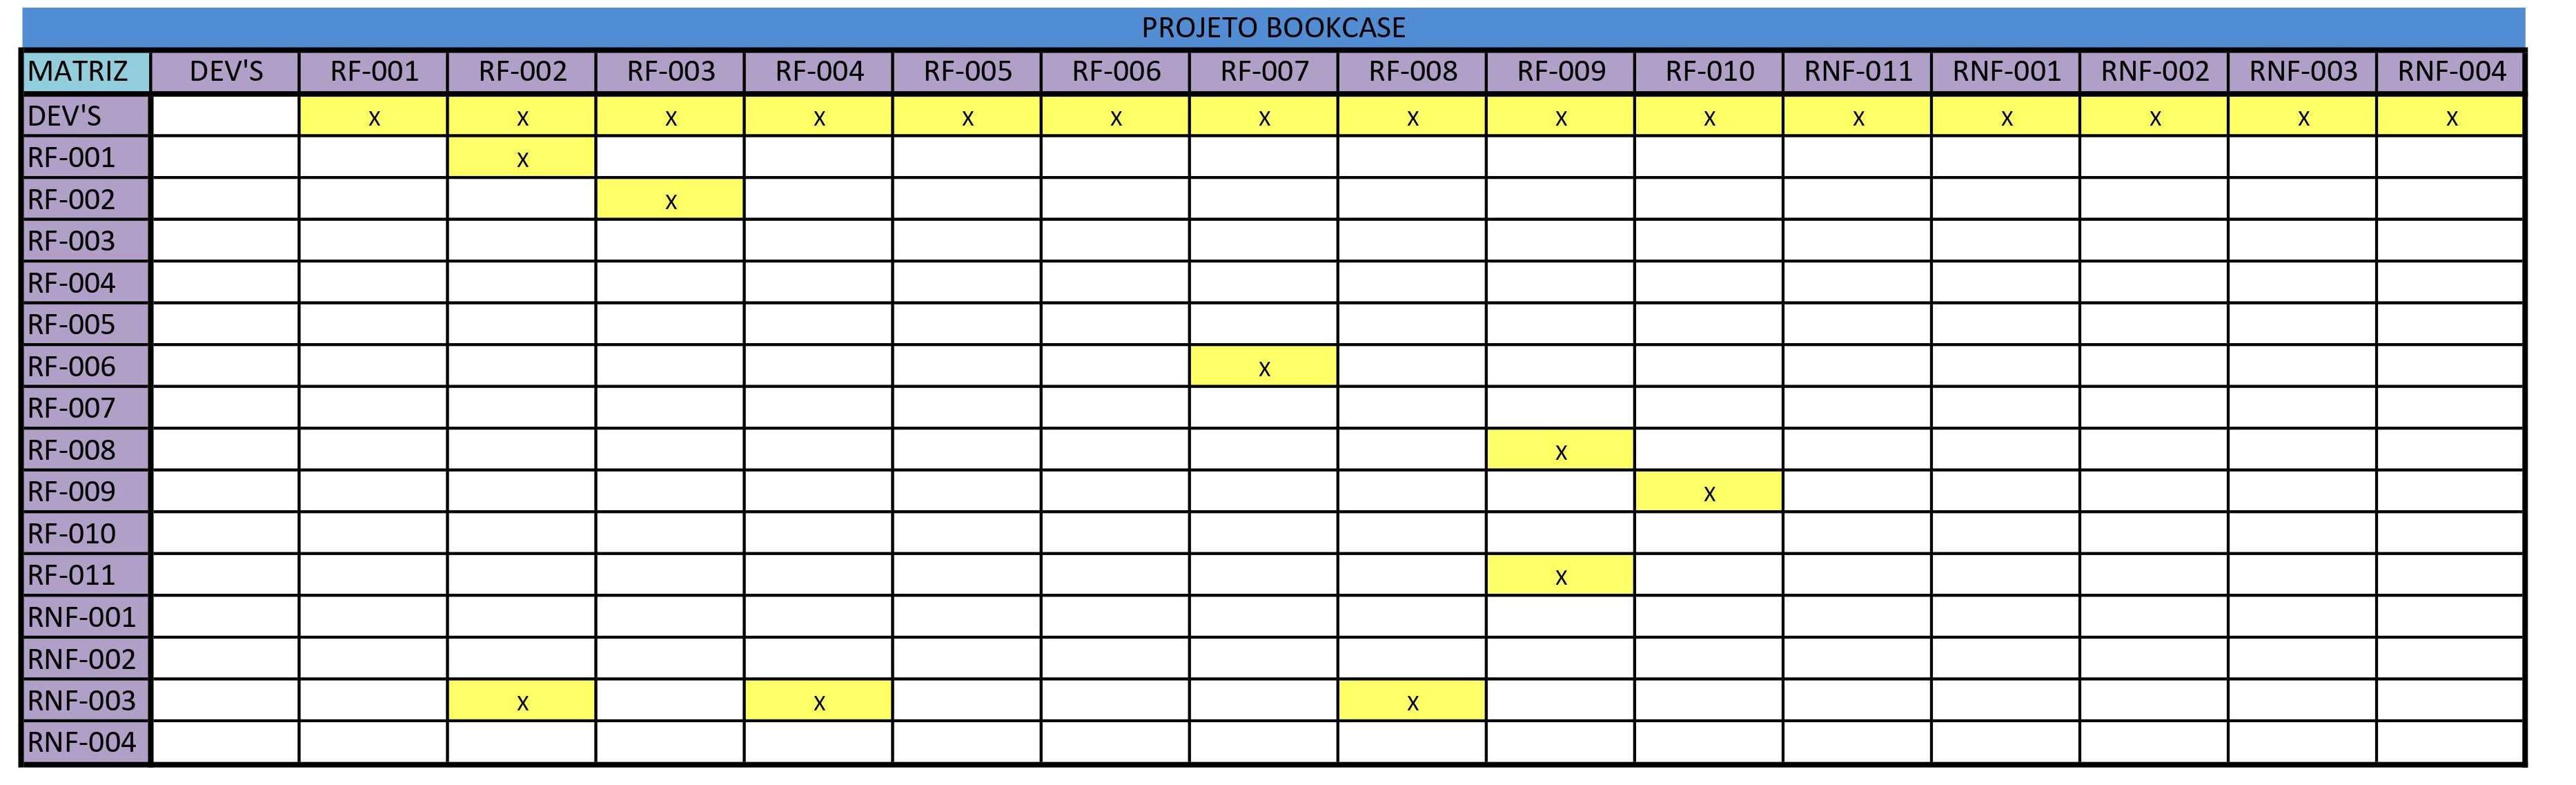 PROJETO BOOKCASE
MATRIZ DEV'S RF-001 RF-002 RF-003 RF-004 RF-005 RF-006 RF-007 RF-008 RF-009 RF-010 RNF-011 RNF-001 RNF-002 RNF-003 RNF-004
DEV'S x x x x x x x x x x x x x x x
RF-001 x
RF-002 x
RF-003
RF-004
RF-005
RF-006 x
RF-007
RF-008 x
RF-009 x
RF-010
RF-011 x
RNF-001
RNF-002
RNF-003 x x x
RNF-004